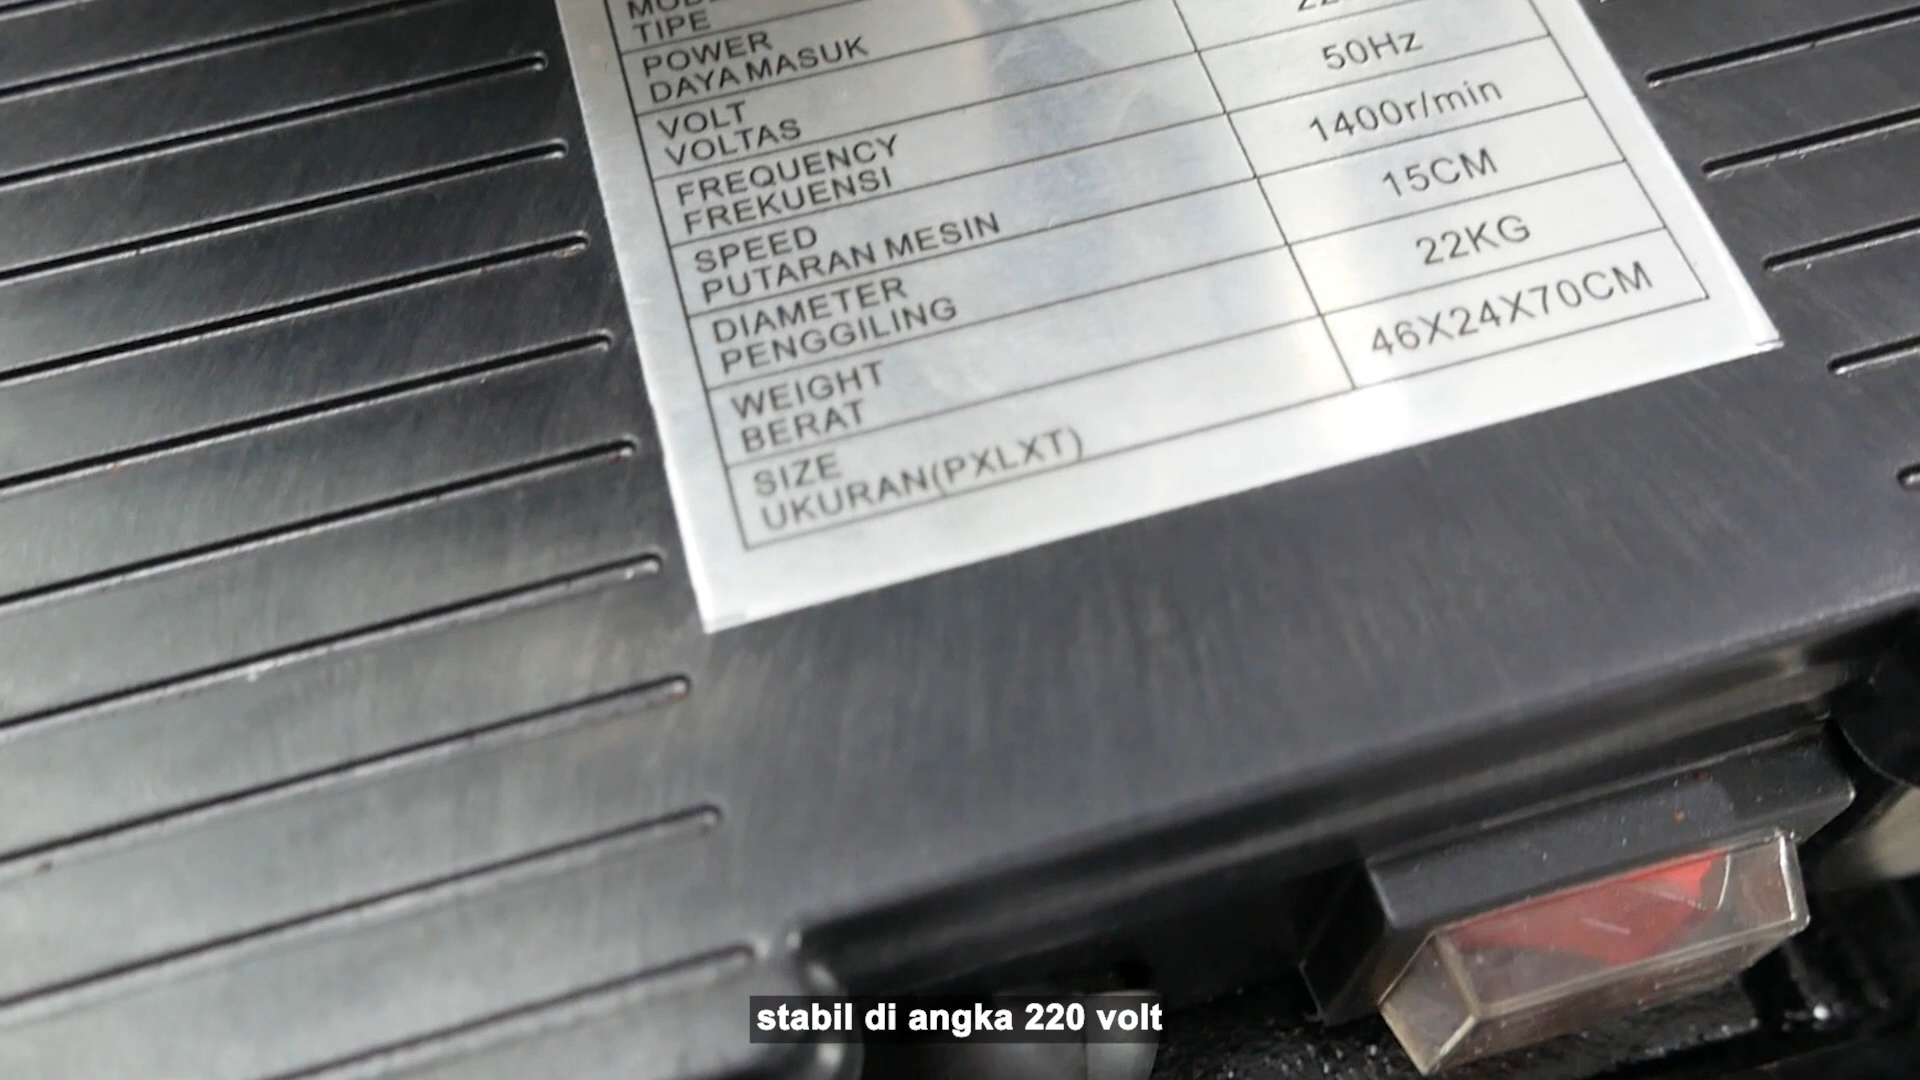 TIPE
POWER
DAYA MASUK
VOLT
VOLTAS
FREQUENCY
FREKUENSI
50Hz
SPEED
PUTARAN MESIN
1400r/min
DIAMETER
PENGGILING
15CM
WEIGHT
BERAT
22KG
SIZE
UKURAN(PXLXT)
46X24X70CM
stabil di angka 220 volt